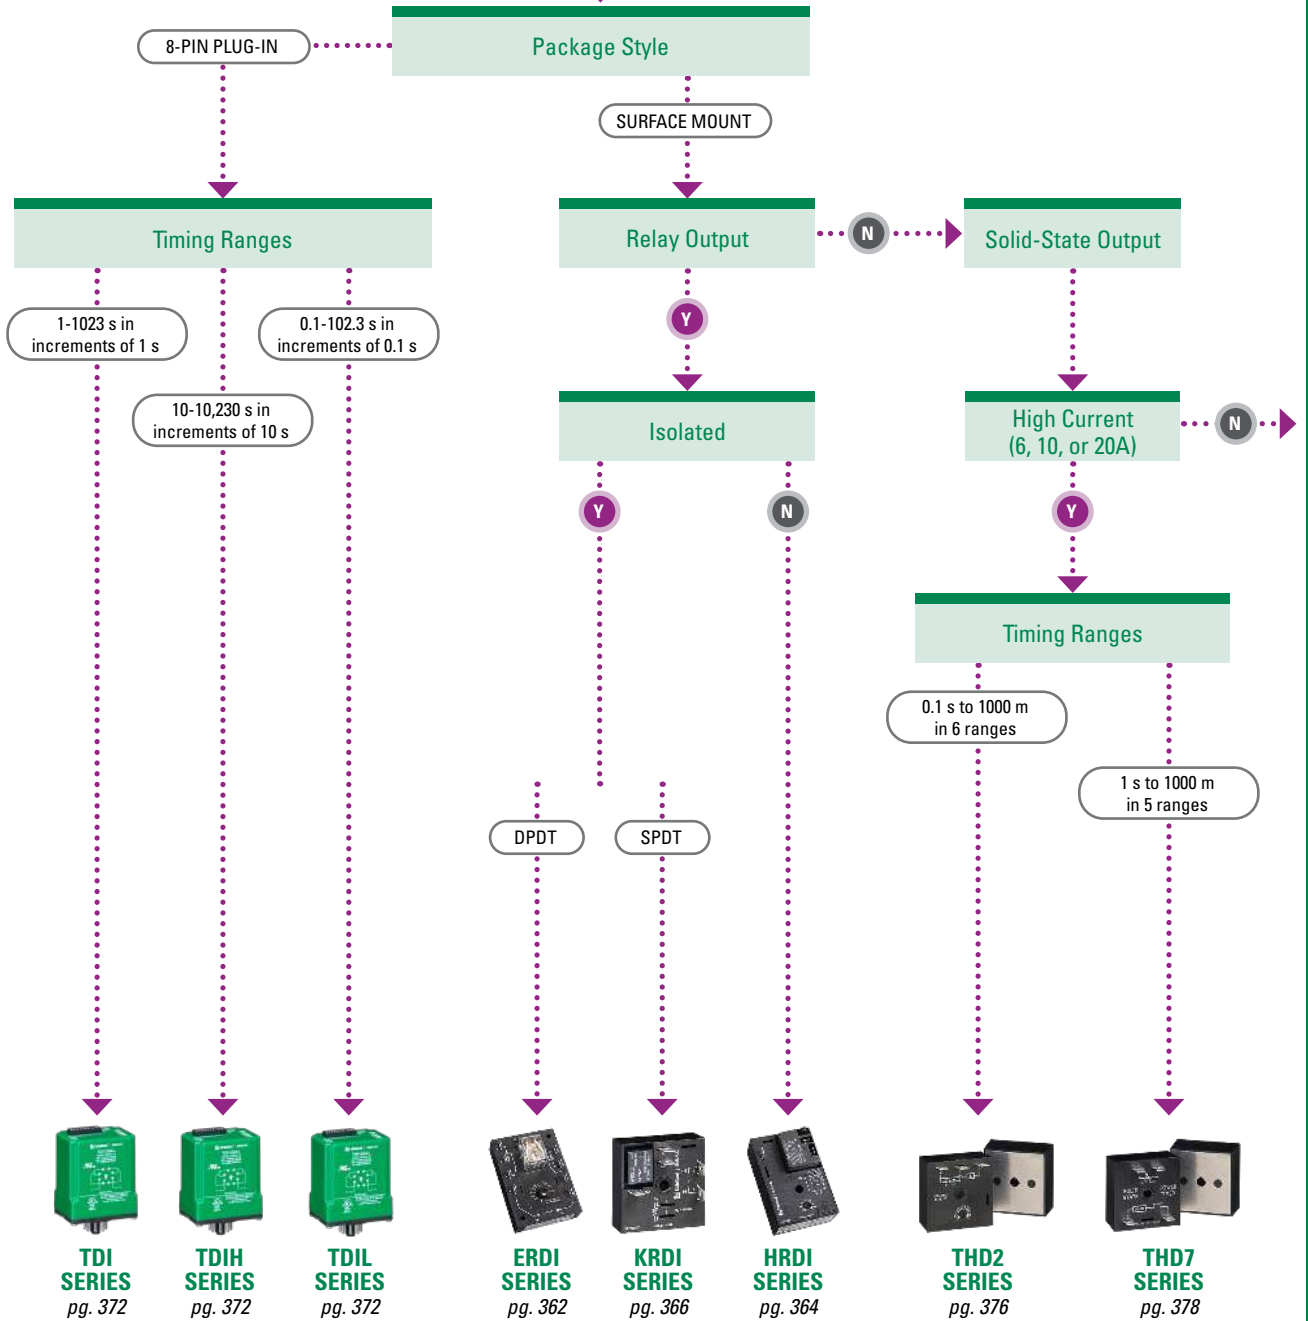 8-PIN PLUG-IN
Package Style
SURFACE MOUNT
Timing Ranges
Relay Output
N
Solid-State Output
1-1023 s in
increments of 1 s
0.1-102.3 s in
increments of 0.1 s
Y
10-10,230 s in
increments of 10 s
Isolated
High Current
(6, 10, or 20A)
N
Y
N
Y
Timing Ranges
0.1 s to 1000 m
in 6 ranges
1 s to 1000 m
in 5 ranges
DPDT
SPDT
TDI
SERIES
pg. 372
TDIH
SERIES
pg. 372
TDIL
SERIES
pg. 372
ERDI
SERIES
pg. 362
KRDI
SERIES
pg. 366
HRDI
SERIES
pg. 364
THD2
SERIES
pg. 376
THD7
SERIES
pg. 378